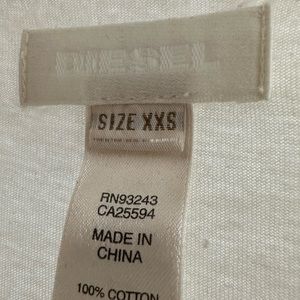 DIESEL
SIZE XXS
RN93243
CA25594
MADE IN
CHINA
100% COTTON